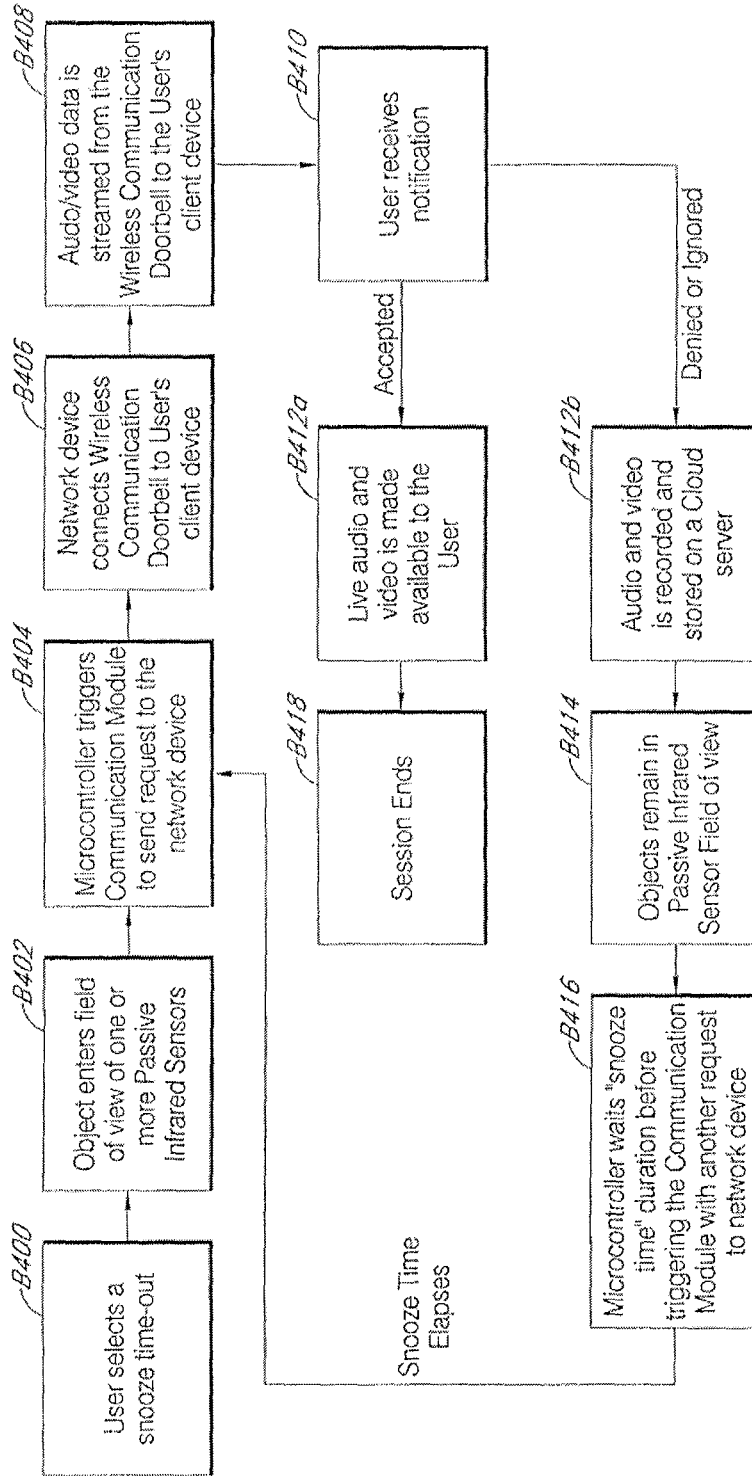 B400
User selects a
snooze time-out
B402
Object enters field
of view of one or
more Passive
Infrared Sensors
B404
Microcontroller triggers
Communication Module
to send request to the
network device
B406
Network device
connects Wireless
Communication
Doorbell to User's
client device
B408
Audo/video data is
streamed from the
Wireless Communication
Doorbell to the User's
client device
B410
User receives
notification
Accepted
B412a
Live audio and
video is made
available to the
User
B418
Session Ends
Denied or Ignored
B412b
Audio and video
is recorded and
stored on a Cloud
server
B414
Objects remain in
Passive Infrared
Sensor Field of view
B416
Microcontroller waits "snooze
time" duration before
triggering the Communication
Module with another request
to network device
Snooze Time
Elapses